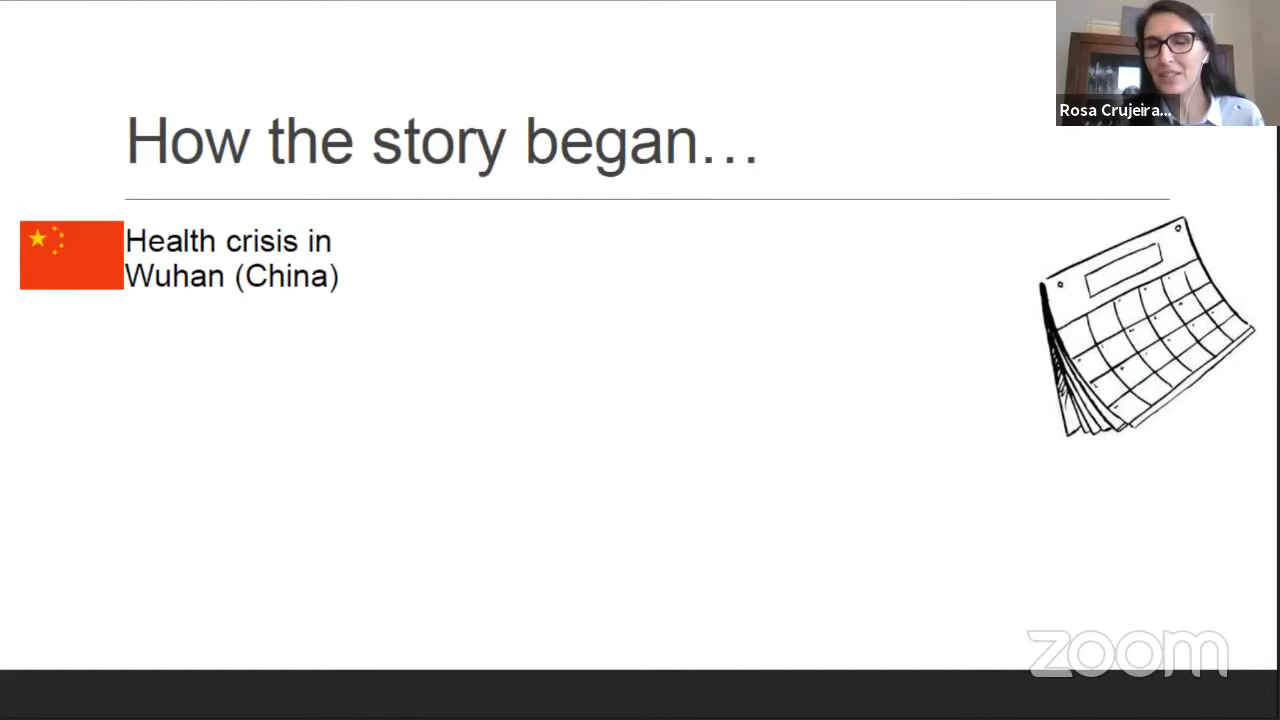 How the story began…
Health crisis in
Wuhan (China)
Rosa Crujeira...
zoom